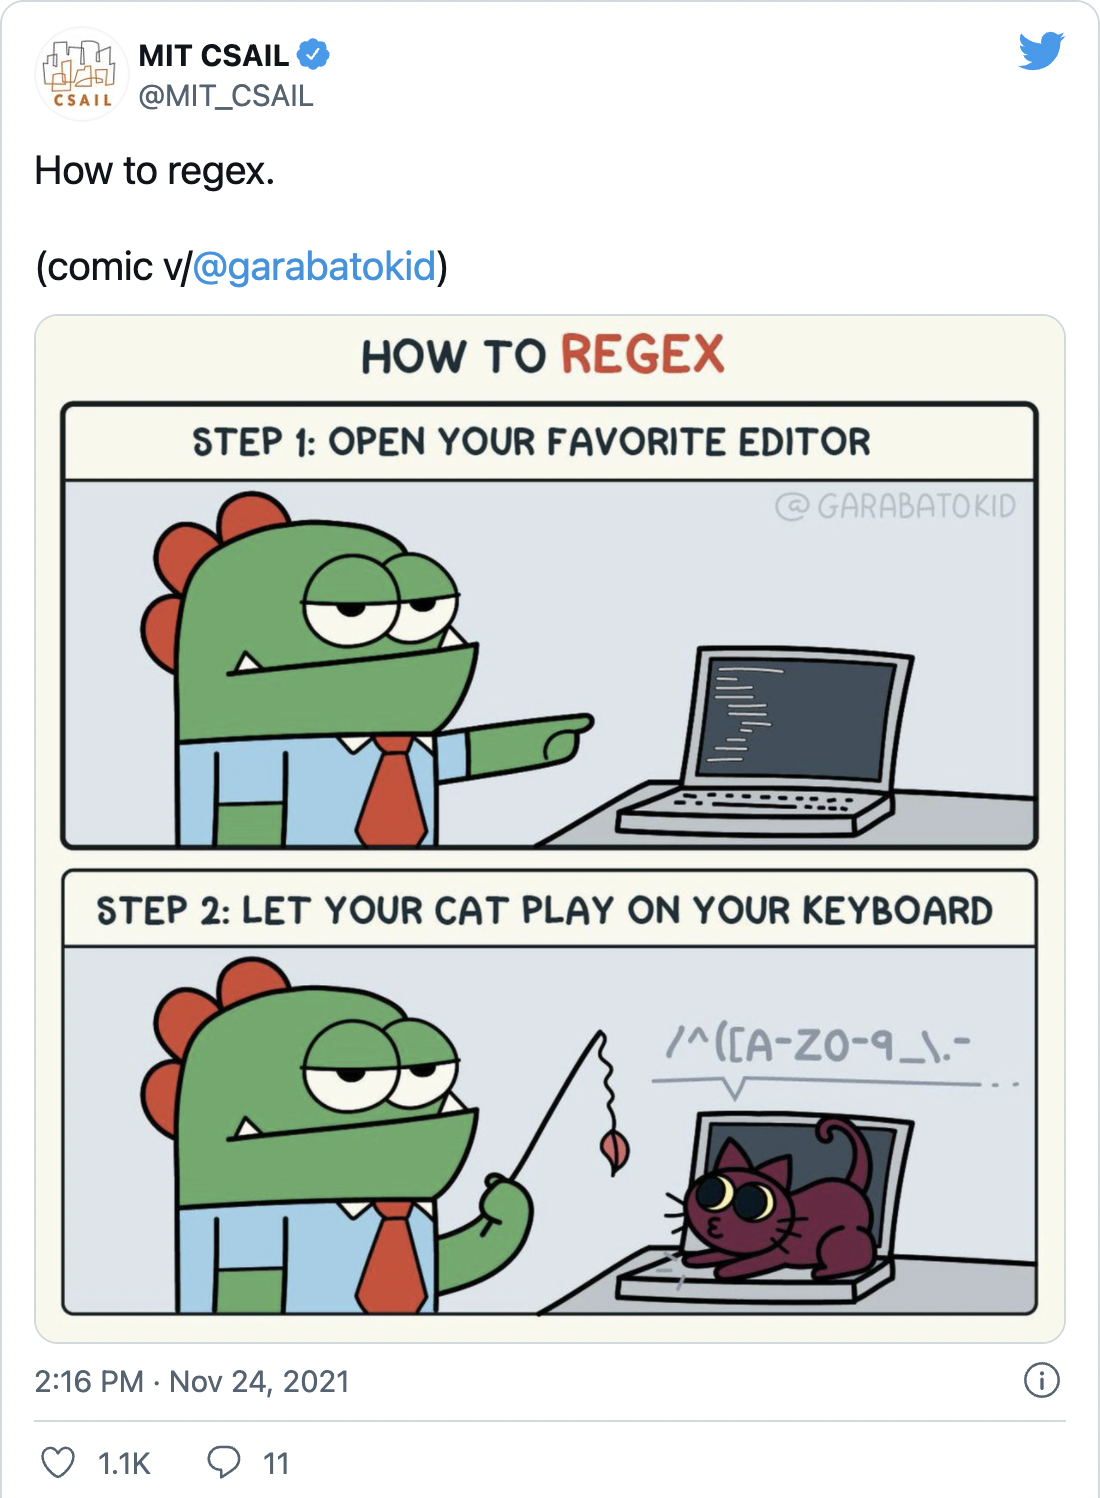 MIT CSAIL
CSAIL
@MIT_CSAIL
How to regex.
(comic v/@garabatokid)
HOW TO REGEX
STEP 1: OPEN YOUR FAVORITE EDITOR
@GARABATOKID
STEP 2: LET YOUR CAT PLAY ON YOUR KEYBOARD
/^([A-Z0-9_\.-
2:16 PM · Nov 24, 2021
1.1K 11